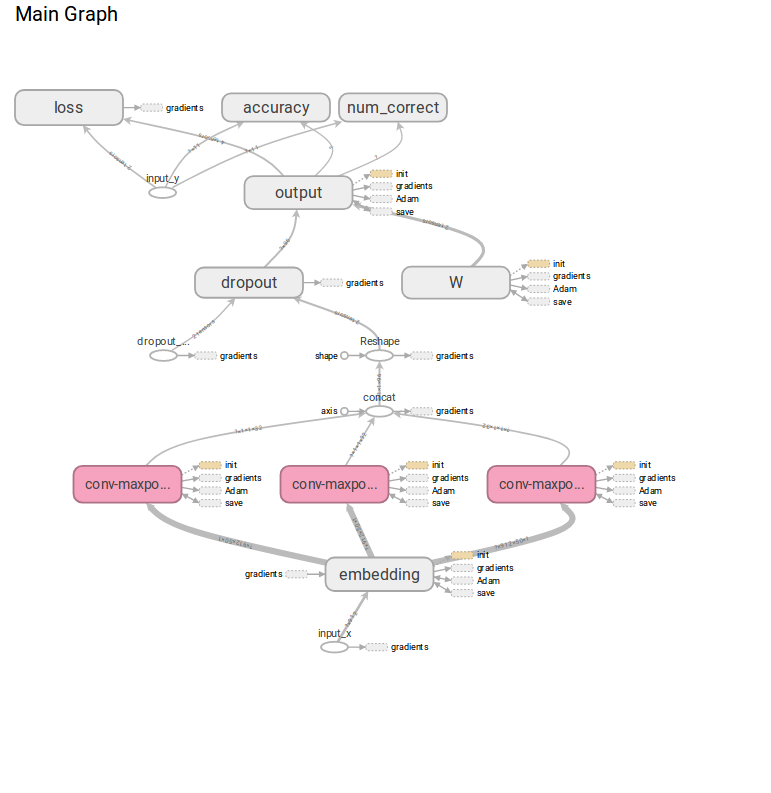 Main Graph
loss
gradients
accuracy
num_correct
input_y
output
init
gradients
Adam
save
dropout
gradients
W
init
gradients
Adam
save
dropout_...
gradients
shape
Reshape
gradients
axis
concat
gradients
conv-maxpo...
init
gradients
Adam
save
conv-maxpo...
init
gradients
Adam
save
conv-maxpo...
init
gradients
Adam
save
gradients
embedding
init
gradients
Adam
save
input_x
gradients